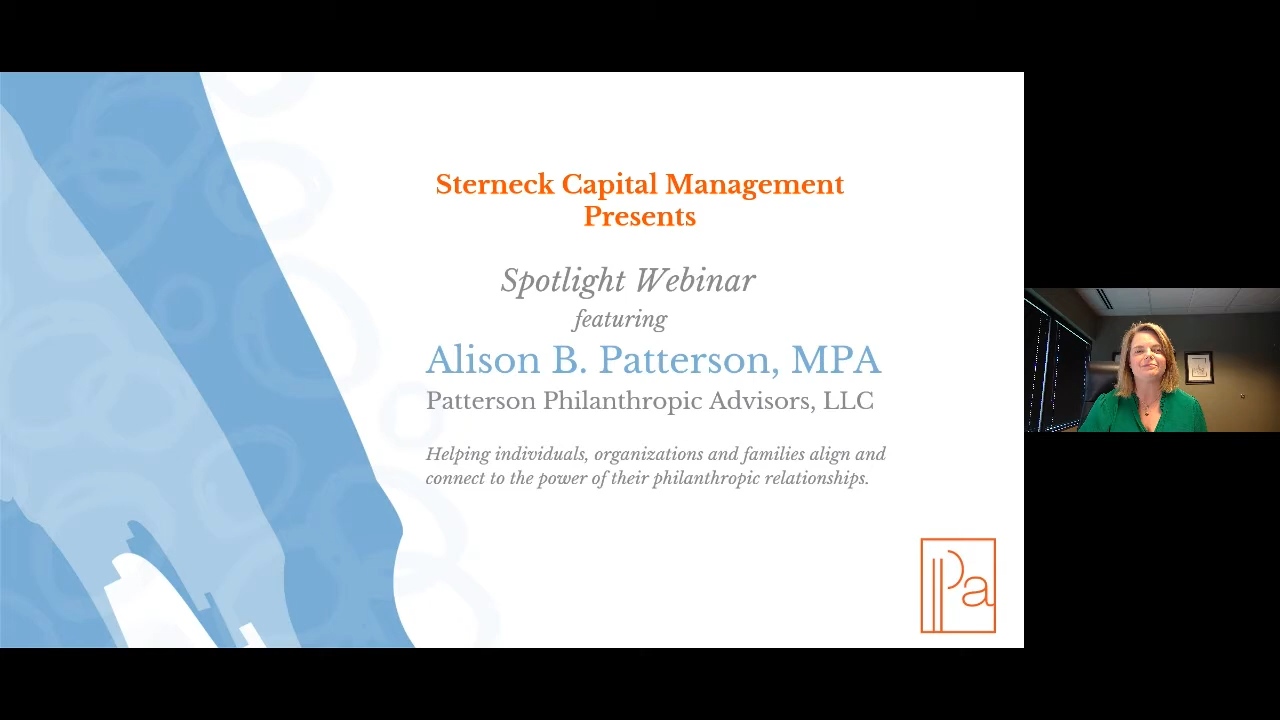 Sterneck Capital Management
Presents
Spotlight Webinar
featuring
Alison B. Patterson, MPA
Patterson Philanthropic Advisors, LLC
Helping individuals, organizations and families align and
connect to the power of their philanthropic relationships.
Pa